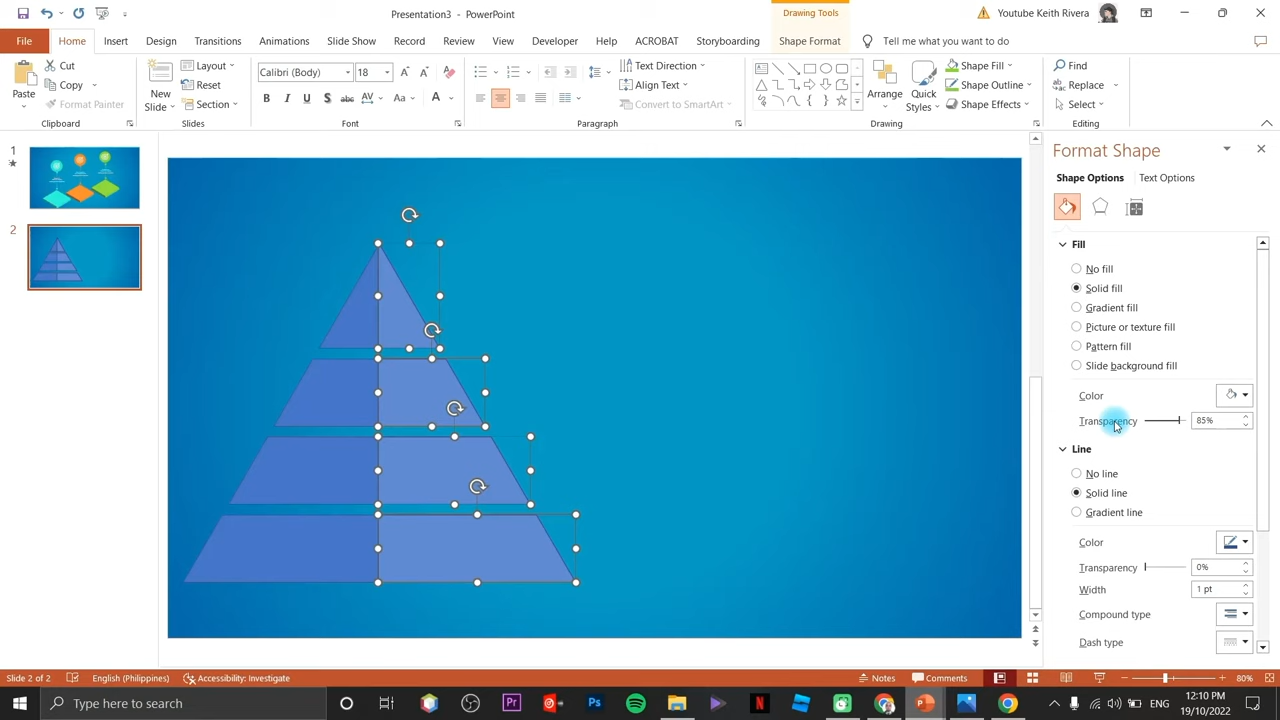 Presentation3 - PowerPoint
Drawing Tools
Youtube Keith Rivera
File
Home
Insert
Design
Transitions
Animations
Slide Show
Record
Review
View
Developer
Help
ACROBAT
Storyboarding
Shape Format
Tell me what you want to do
Paste
Cut
Copy
Format Painter
Clipboard
New
Slide
Layout
Reset
Section
Slides
Calibri (Body)
18
B I U S abc AV Aa A
Font
Text Direction
Align Text
Convert to SmartArt
Paragraph
Arrange
Quick
Styles
Shape Fill
Shape Outline
Shape Effects
Drawing
Find
Replace
Select
Editing
1
2
Format Shape
Shape Options
Text Options
Fill
No fill
Solid fill
Gradient fill
Picture or texture fill
Pattern fill
Slide background fill
Color
Transparency
85%
Line
No line
Solid line
Gradient line
Color
Transparency
0%
Width
1 pt
Compound type
Dash type
Slide 2 of 2
English (Philippines)
Accessibility: Investigate
Notes
Comments
80%
Type here to search
Pr
Ps
N
P
ENG
12:10 PM
19/10/2022